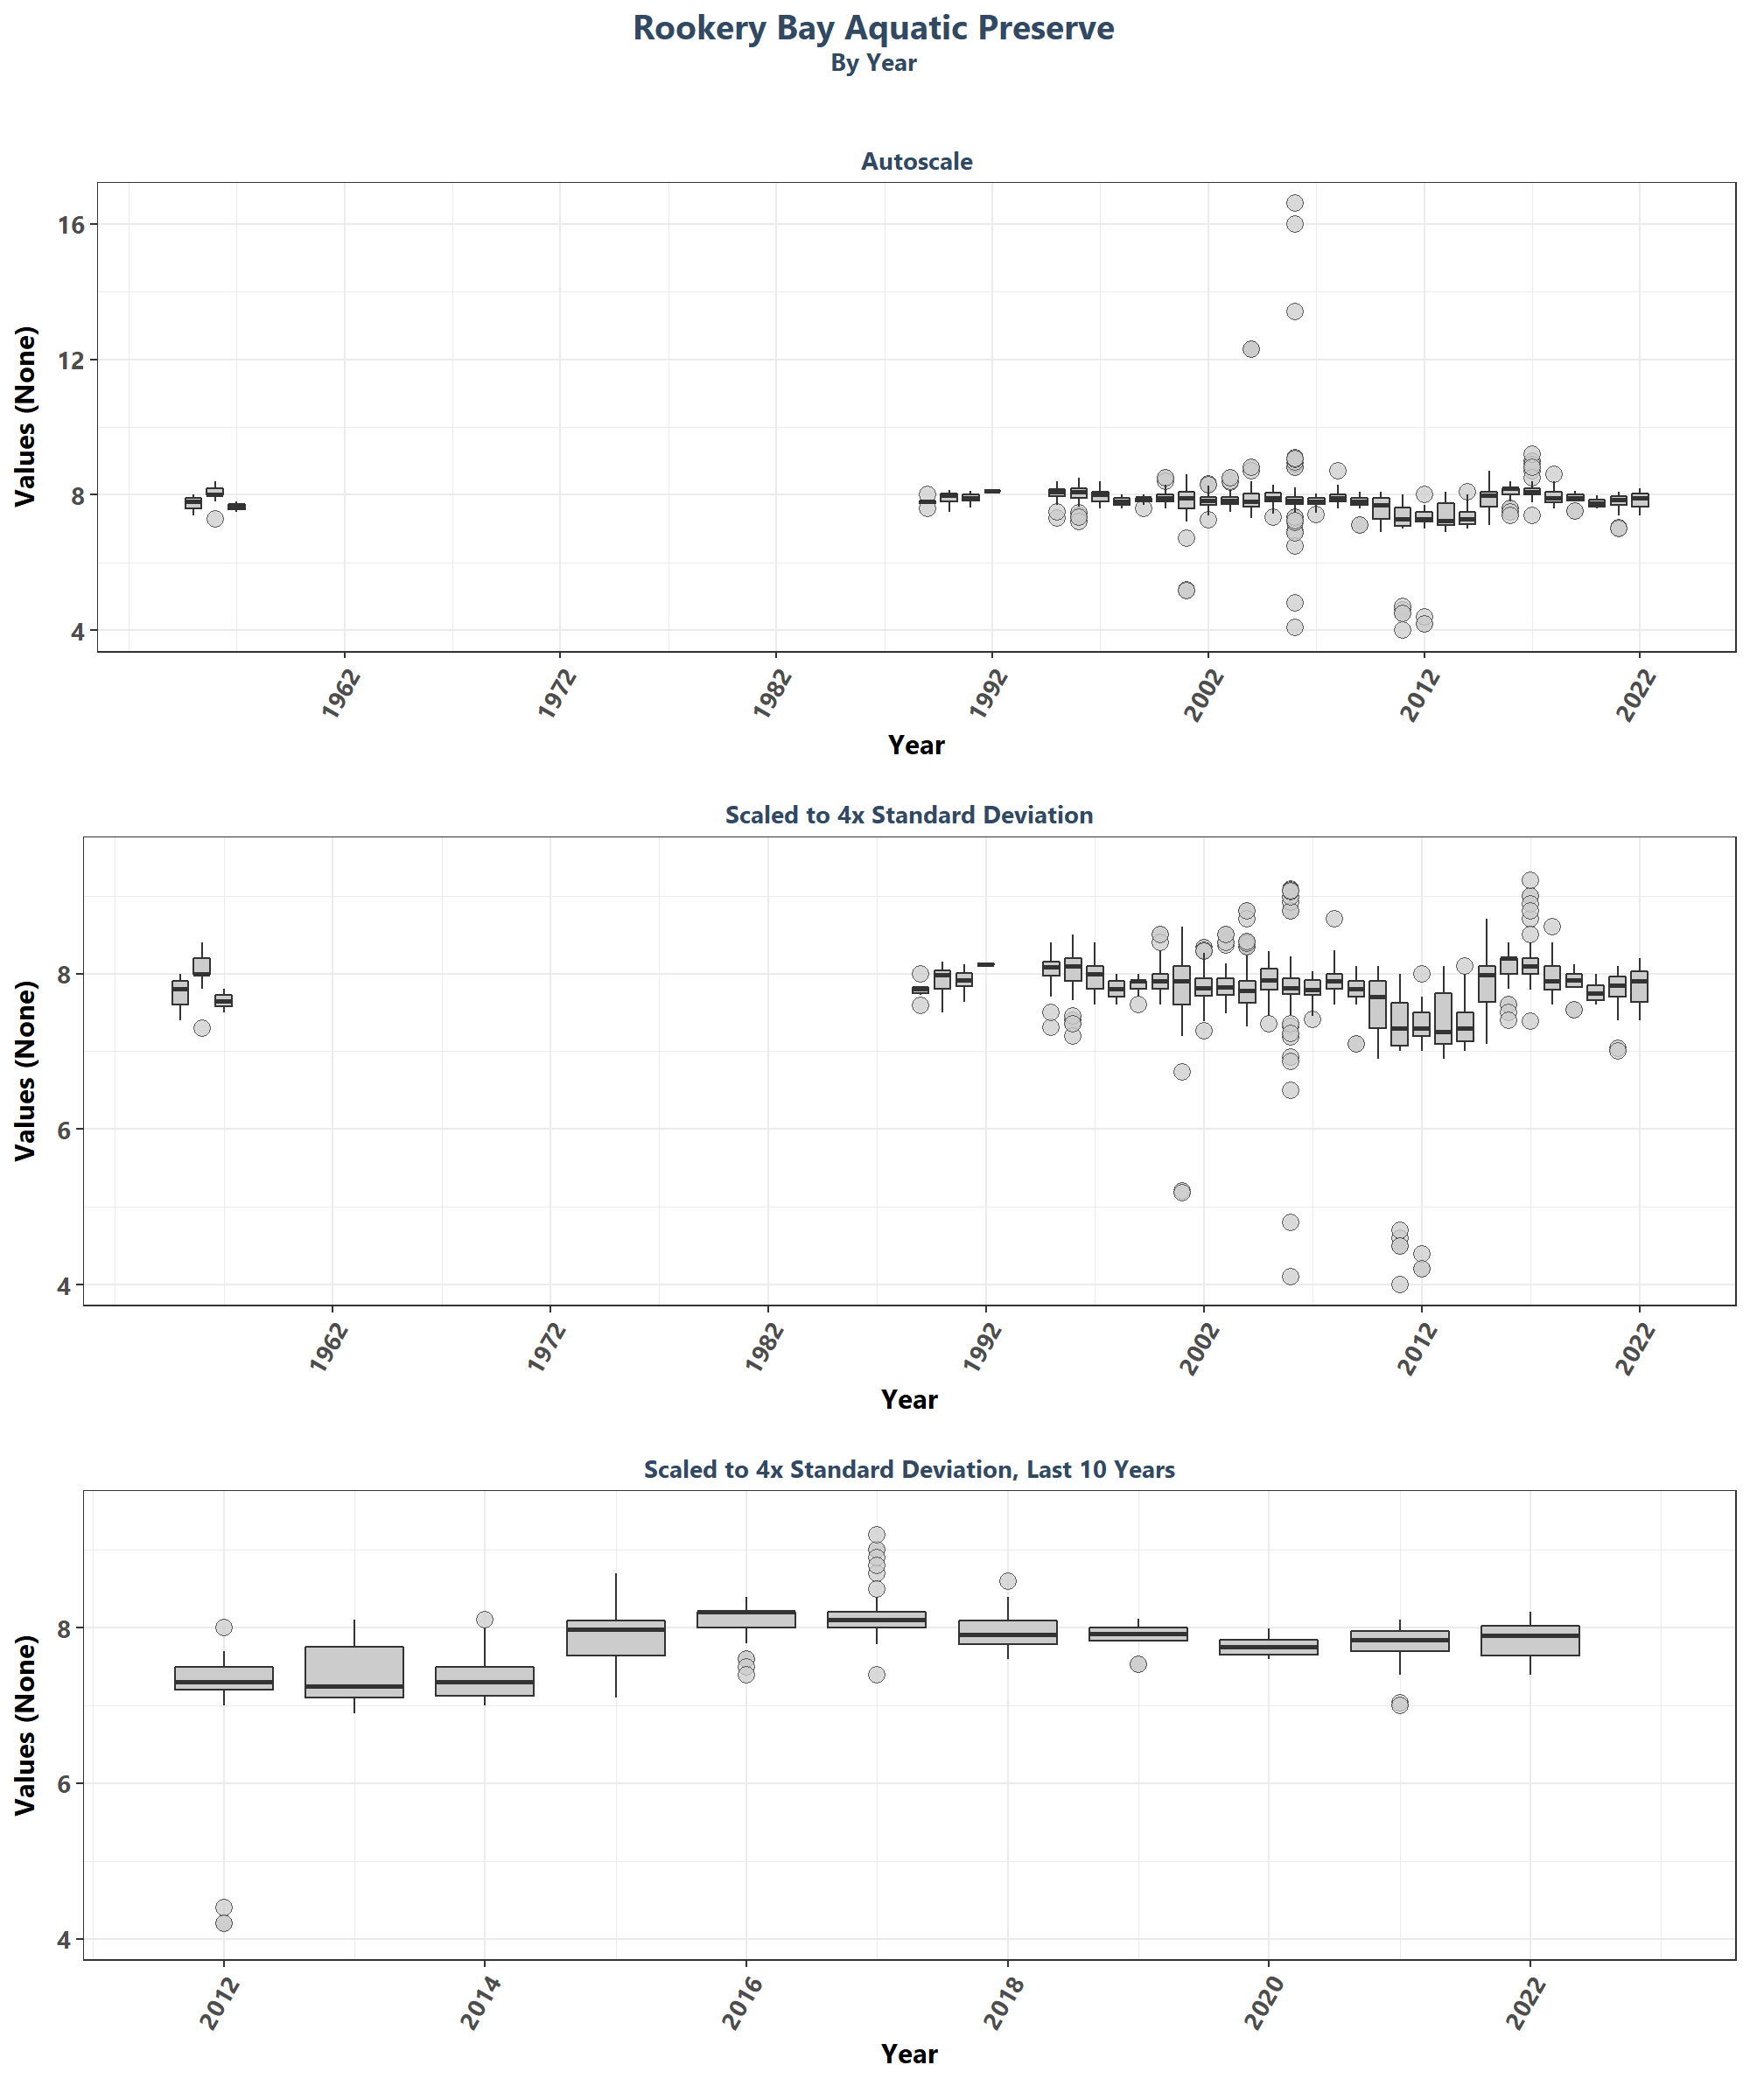 Rookery Bay Aquatic Preserve
By Year
Autoscale
Values (None)
16
12
8
4
1962 1972 1982 1992 2002 2012 2022
Year
Scaled to 4x Standard Deviation
Values (None)
8
6
4
1962 1972 1982 1992 2002 2012 2022
Year
Scaled to 4x Standard Deviation, Last 10 Years
Values (None)
8
6
4
2012 2014 2016 2018 2020 2022
Year